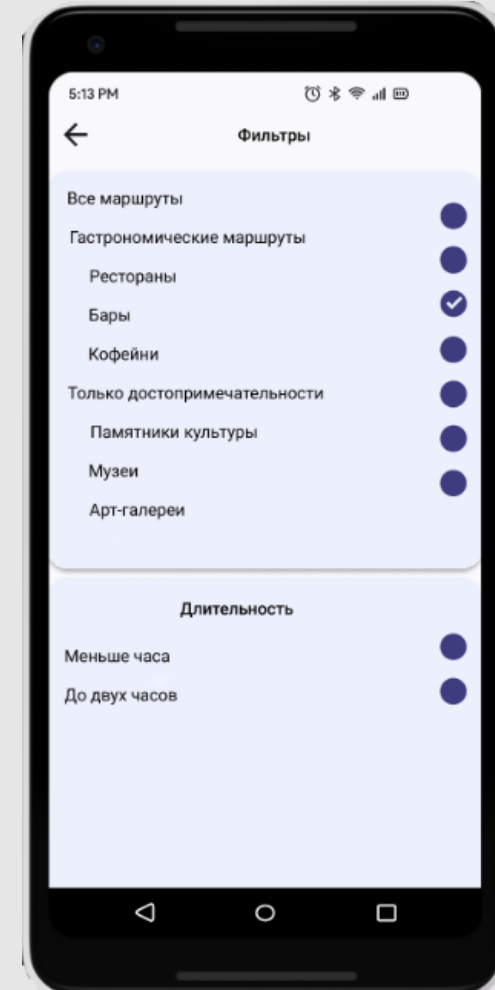 5:13 PM
Фильтры
Все маршруты
Гастрономические маршруты
Рестораны
Бары
Кофейни
Только достопримечательности
Памятники культуры
Музеи
Арт-галереи
Длительность
Меньше часа
До двух часов